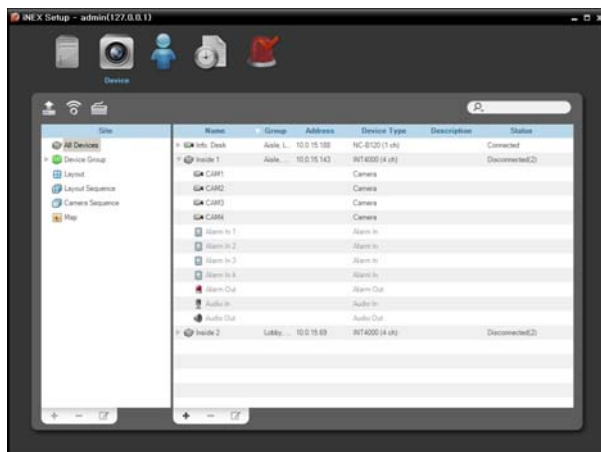 iNEX Setup - admin(127.0.0.1)
Device
Site Name Group Address Device Type Description Status
All Devices Info. Desk Aisle, L... 10.0.15.188 NC-B120 (1 ch) Connected
Device Group Inside 1 Aisle, ... 10.0.15.143 INT4000 (4 ch) Disconnected(2)
Layout CAM1 Camera
Layout Sequence CAM2 Camera
Camera Sequence CAM3 Camera
Map CAM4 Camera
Alarm In 1 Alarm In
Alarm In 2 Alarm In
Alarm In 3 Alarm In
Alarm In 4 Alarm In
Alarm Out Alarm Out
Audio In Audio In
Audio Out Audio Out
Inside 2 Lobby, ... 10.0.15.69 INT4000 (4 ch) Disconnected(2)